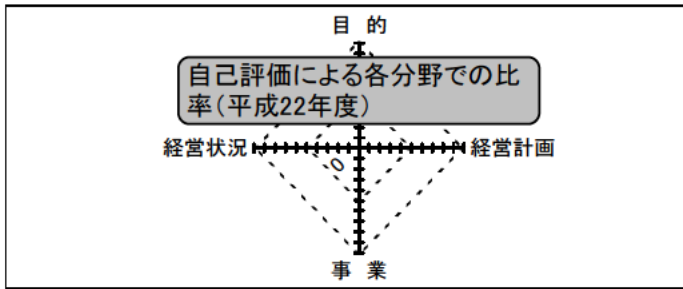 目 的
自己評価による各分野での比
率(平成22年度)
経営状況
0
経営計画
事 業